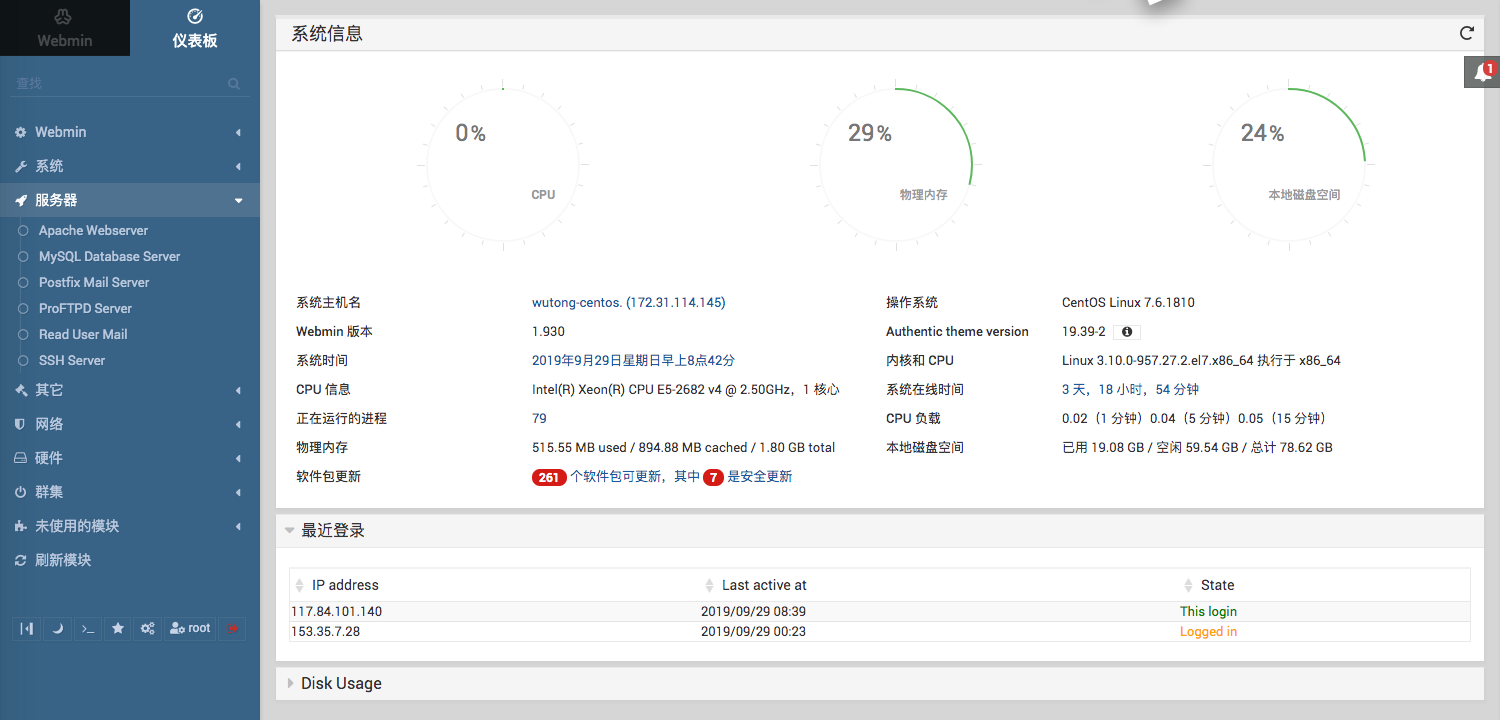 Webmin
仪表板
查找
Webmin
系统
服务器
Apache Webserver
MySQL Database Server
Postfix Mail Server
ProFTPD Server
Read User Mail
SSH Server
其它
网络
硬件
群集
未使用的模块
刷新模块
root
系统信息
1
0%
CPU
29%
物理内存
24%
本地磁盘空间
系统主机名 wutong-centos. (172.31.114.145) 操作系统 CentOS Linux 7.6.1810
Webmin 版本 1.930 Authentic theme version 19.39-2
系统时间 2019年9月29日星期日早上8点42分 内核和 CPU Linux 3.10.0-957.27.2.el7.x86_64 执行于 x86_64
CPU 信息 Intel(R) Xeon(R) CPU E5-2682 v4 @ 2.50GHz，1 核心 系统在线时间 3 天，18 小时，54 分钟
正在运行的进程 79 CPU 负载 0.02（1 分钟）0.04（5 分钟）0.05（15 分钟）
物理内存 515.55 MB used / 894.88 MB cached / 1.80 GB total 本地磁盘空间 已用 19.08 GB / 空闲 59.54 GB / 总计 78.62 GB
软件包更新 261 个软件包可更新，其中 7 是安全更新
最近登录
IP address Last active at State
117.84.101.140 2019/09/29 08:39 This login
153.35.7.28 2019/09/29 00:23 Logged in
Disk Usage